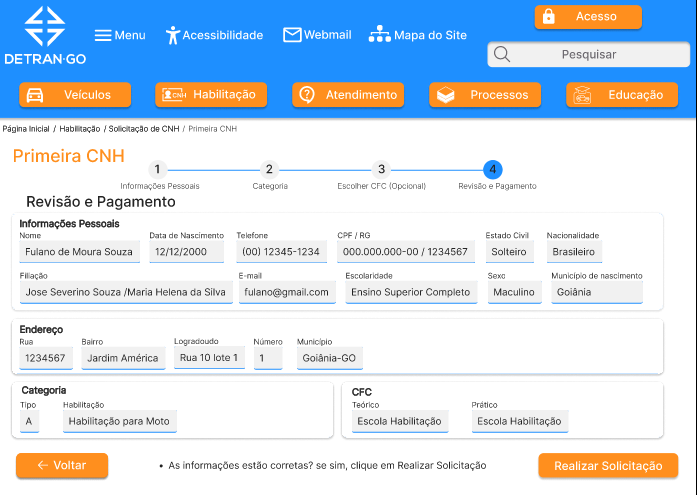 Acesso
Menu
Acessibilidade
Webmail
Mapa do Site
DETRAN·GO
Pesquisar
Veículos
CNH
Habilitação
Atendimento
Processos
Educação
Página Inicial / Habilitação / Solicitação de CNH / Primeira CNH
Primeira CNH
1
2
3
4
Informações Pessoais
Categoria
Escolher CFC (Opcional)
Revisão e Pagamento
Revisão e Pagamento
Informações Pessoais
Nome
Data de Nascimento
Telefone
CPF / RG
Estado Civil
Nacionalidade
Fulano de Moura Souza
12/12/2000
(00) 12345-1234
000.000.000-00 / 1234567
Solteiro
Brasileiro
Filiação
E-mail
Escolaridade
Sexo
Município de nascimento
Jose Severino Souza /Maria Helena da Silva
fulano@gmail.com
Ensino Superior Completo
Maculino
Goiânia
Endereço
Rua
Bairro
Logradoudo
Número
Município
1234567
Jardim América
Rua 10 lote 1
1
Goiânia-GO
Categoria
Tipo
Habilitação
A
Habilitação para Moto
CFC
Teórico
Prático
Escola Habilitação
Escola Habilitação
← Voltar
• As informações estão corretas? se sim, clique em Realizar Solicitação
Realizar Solicitação